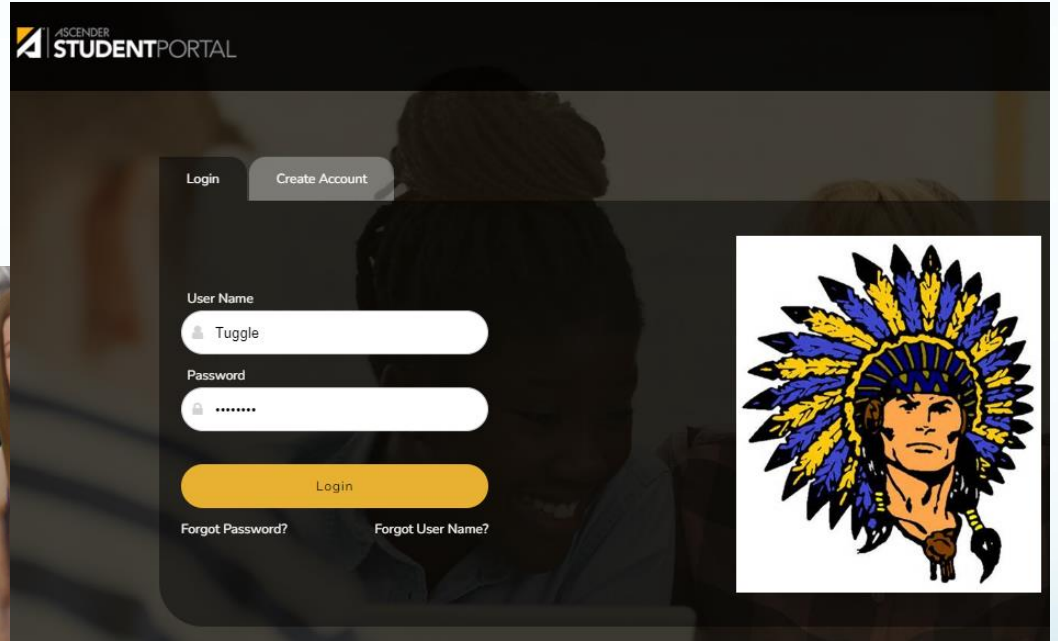 ASCENDER
STUDENTPORTAL
Login
Create Account
User Name
Tuggle
Password
••••••••
Login
Forgot Password?
Forgot User Name?